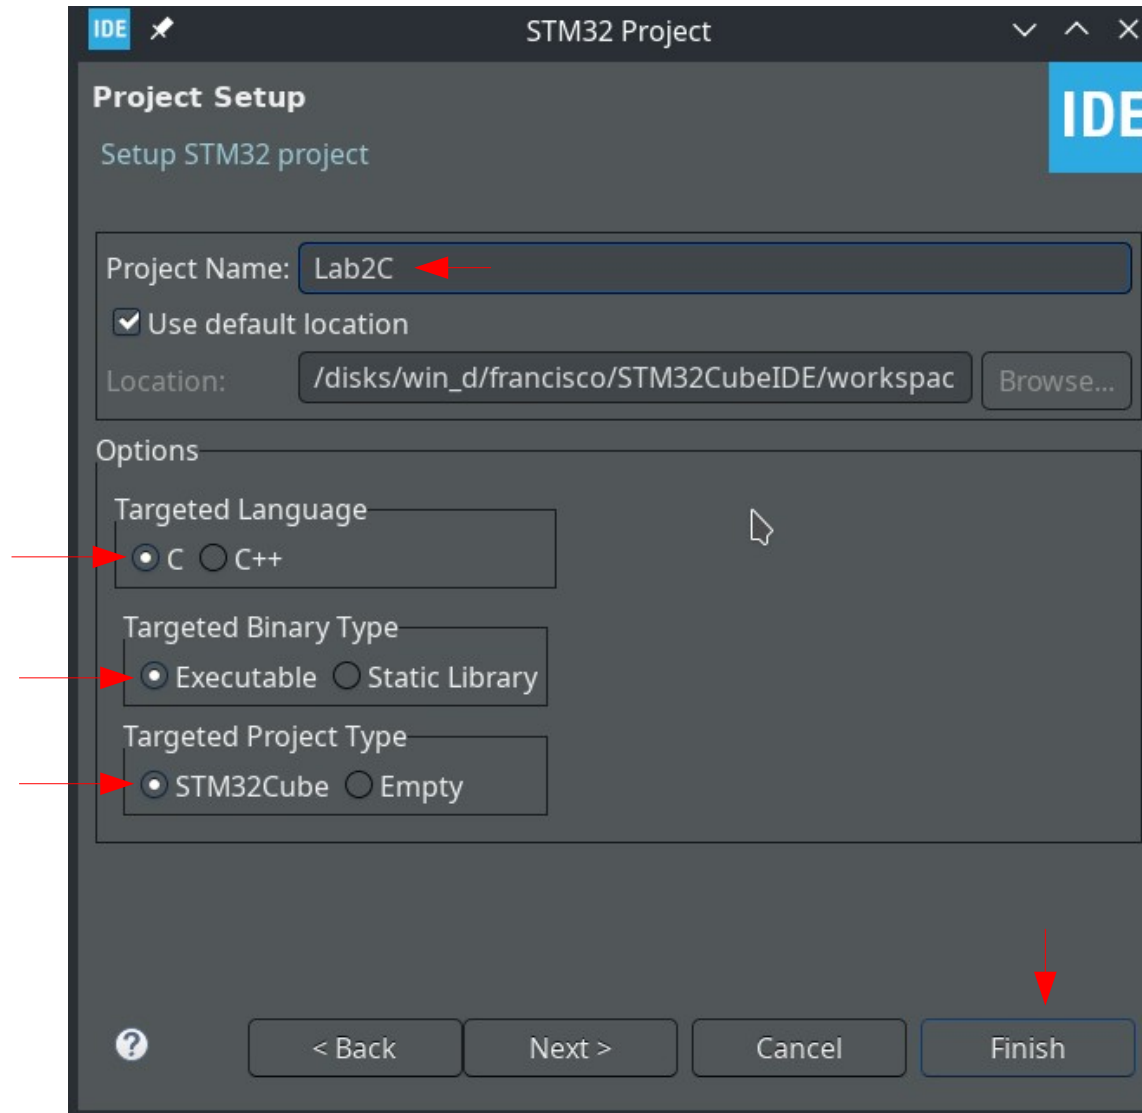 IDE STM32 Project
Project Setup
IDE
Setup STM32 project
Project Name: Lab2C
Use default location
Location: /disks/win_d/francisco/STM32CubeIDE/workspac Browse...
Options
Targeted Language
C C++
Targeted Binary Type
Executable Static Library
Targeted Project Type
STM32Cube Empty
? < Back Next > Cancel Finish